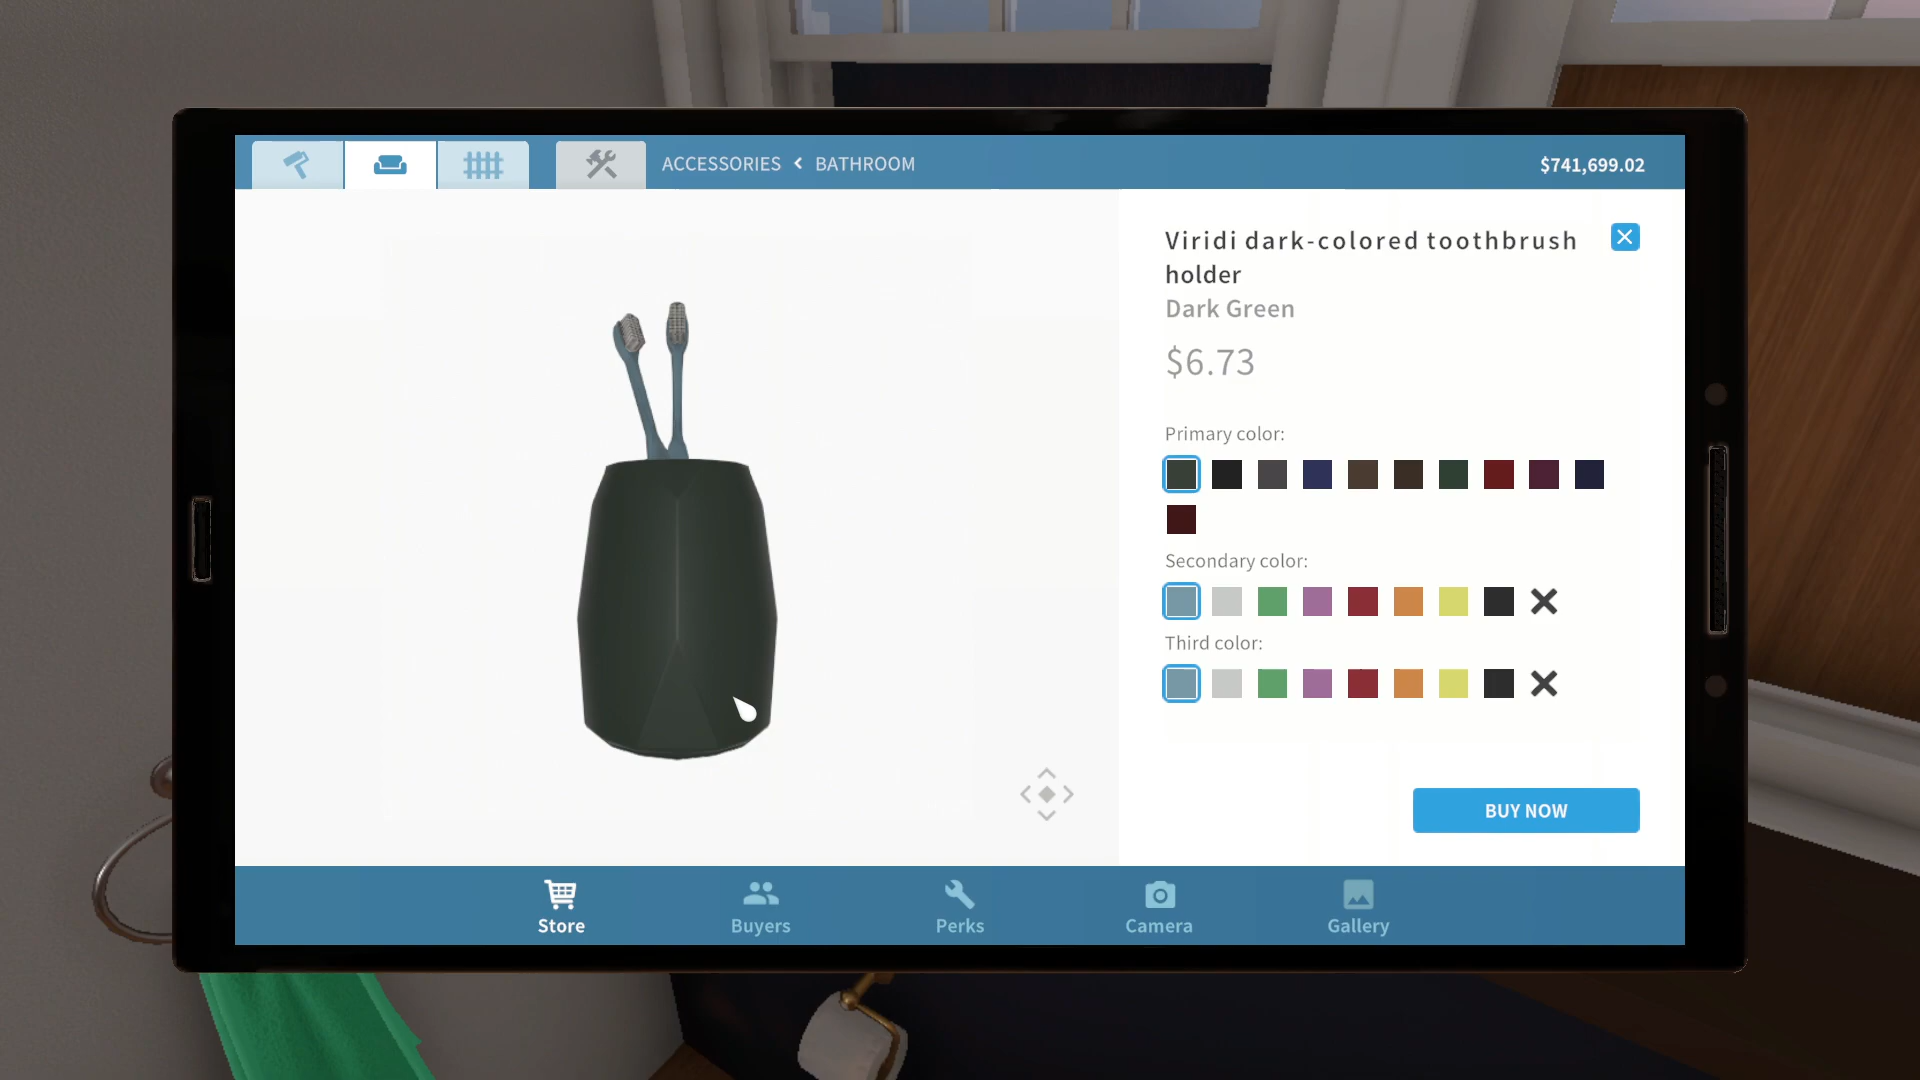 ACCESSORIES < BATHROOM
$741,699.02
Viridi dark-colored toothbrush
holder
Dark Green
$6.73
Primary color:
Secondary color:
Third color:
BUY NOW
Store
Buyers
Perks
Camera
Gallery